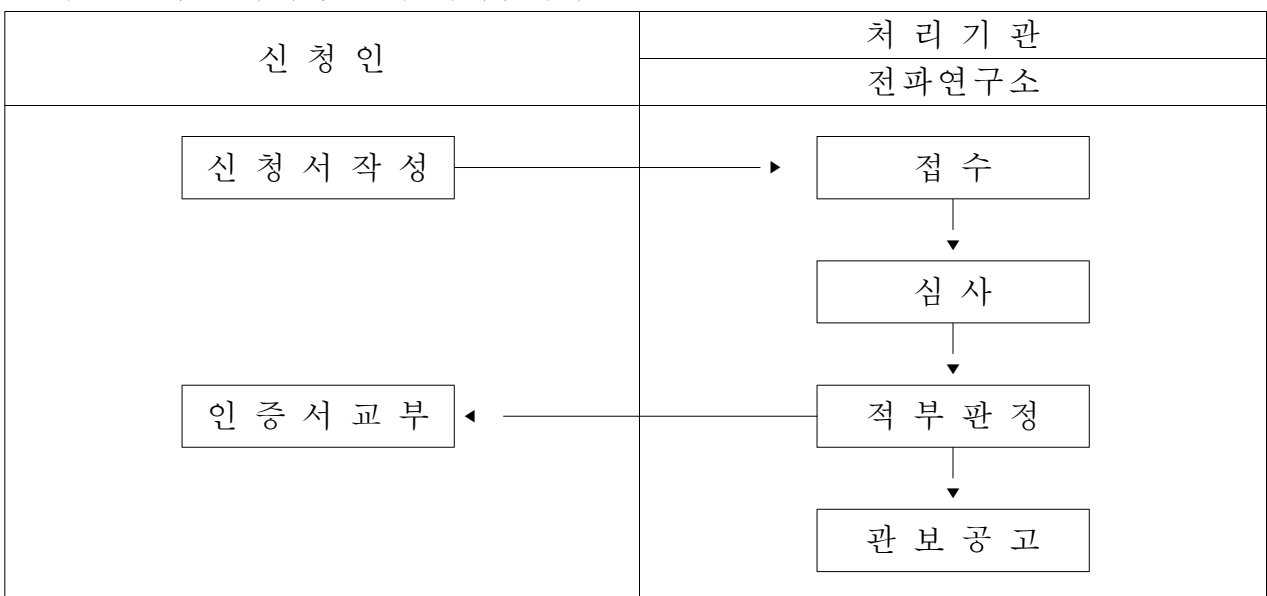 신 청 인
처 리 기 관
전파연구소
신 청 서 작 성
접 수
심 사
인 증 서 교 부
적 부 판 정
관 보 공 고